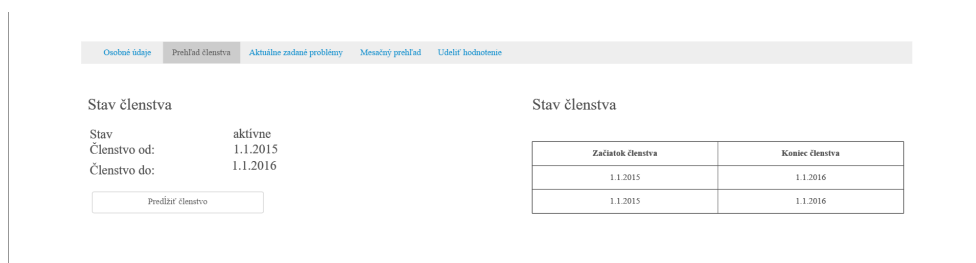 Osobné údaje Prehľad členstva Aktuálne zadané problémy Mesačný prehľad Udeliť hodnotenie
Stav členstva
Stav aktívne
Členstvo od: 1.1.2015
Členstvo do: 1.1.2016
Predĺžiť členstvo
Stav členstva
Začiatok členstva Koniec členstva
1.1.2015 1.1.2016
1.1.2015 1.1.2016